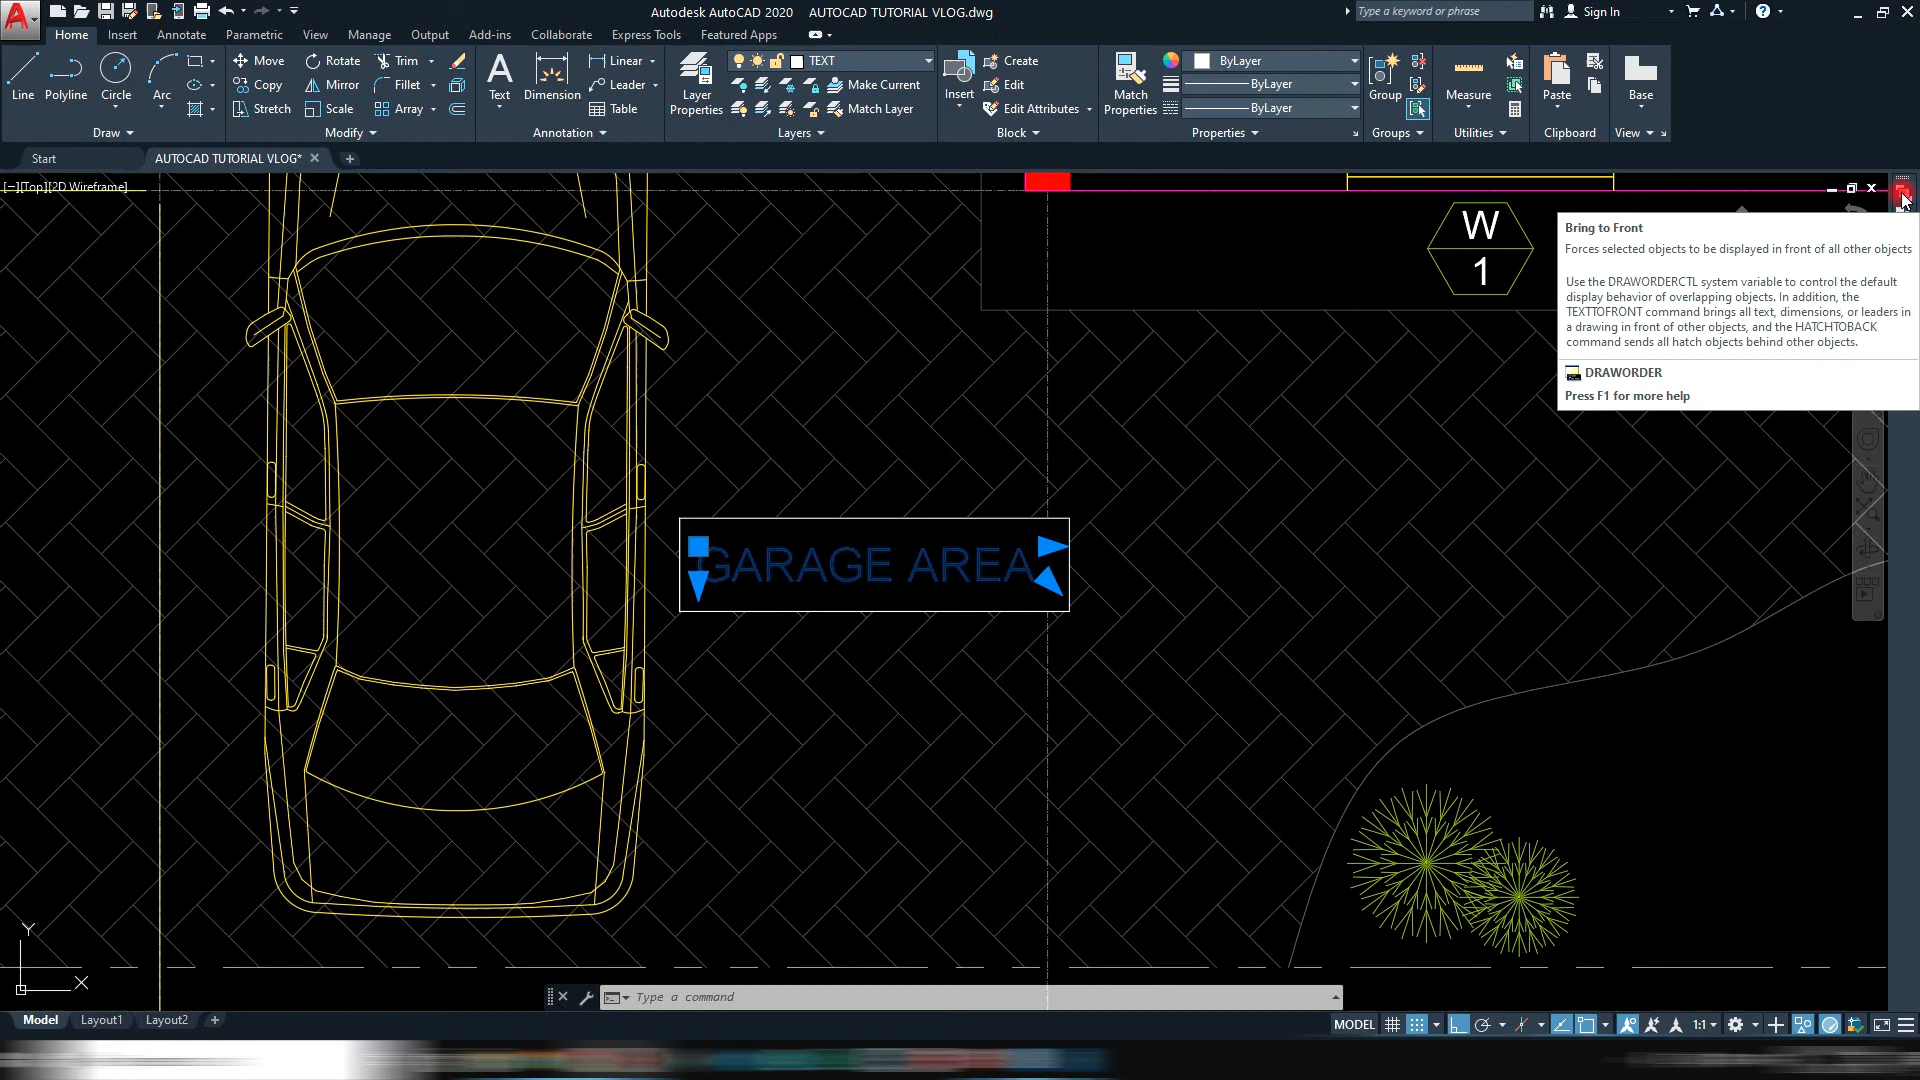 Autodesk AutoCAD 2020 AUTOCAD TUTORIAL VLOG.dwg
Type a keyword or phrase
Sign In
Home Insert Annotate Parametric View Manage Output Add-ins Collaborate Express Tools Featured Apps
Line Polyline Circle Arc
Move Rotate Trim
Copy Mirror Fillet
Stretch Scale Array
Text Dimension
Linear
Leader
Table
Layer Properties
TEXT
Make Current
Match Layer
Insert
Create
Edit
Edit Attributes
Match Properties
ByLayer
ByLayer
ByLayer
Group
Measure
Paste
Base
Draw Modify Annotation Layers Block Properties Groups Utilities Clipboard View
Start AUTOCAD TUTORIAL VLOG*
[−][Top][2D Wireframe]
W
1
Bring to Front
Forces selected objects to be displayed in front of all other objects
Use the DRAWORDERCTL system variable to control the default
display behavior of overlapping objects. In addition, the
TEXTTOFRONT command brings all text, dimensions, or leaders in
a drawing in front of other objects, and the HATCHTOBACK
command sends all hatch objects behind other objects.
DRAWORDER
Press F1 for more help
GARAGE AREA
Y
X
Type a command
Model Layout1 Layout2
MODEL 1:1